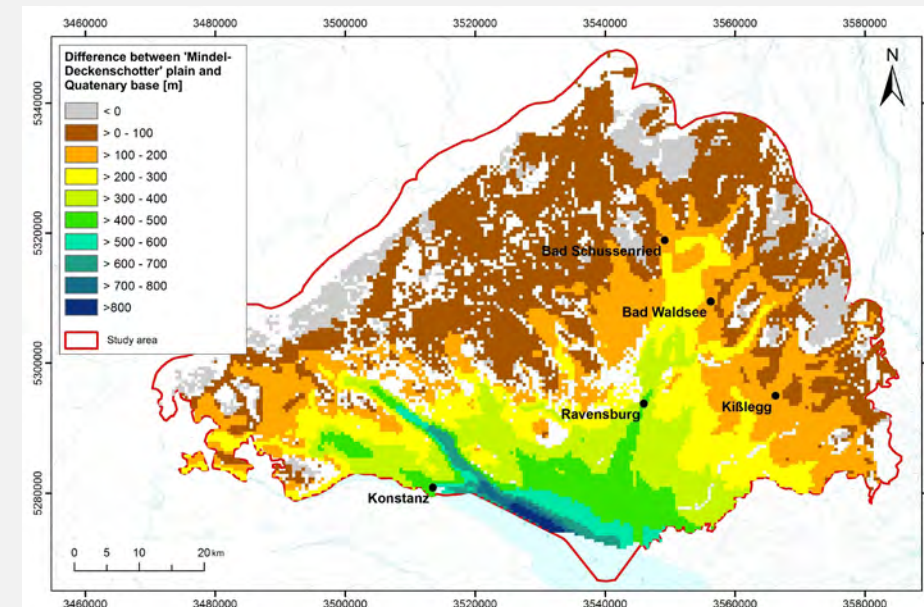 3460000 3480000 3500000 3520000 3540000 3560000 3580000
Difference between 'Mindel-
Deckenschotter' plain and
Quatenary base [m]
< 0
> 0 - 100
> 100 - 200
> 200 - 300
> 300 - 400
> 400 - 500
> 500 - 600
> 600 - 700
> 700 - 800
>800
Study area
N
5340000
5320000
5300000
5280000
Bad Schussenried
Bad Waldsee
Ravensburg
Kißlegg
Konstanz
0 5 10 20 km
3460000 3480000 3500000 3520000 3540000 3560000 3580000